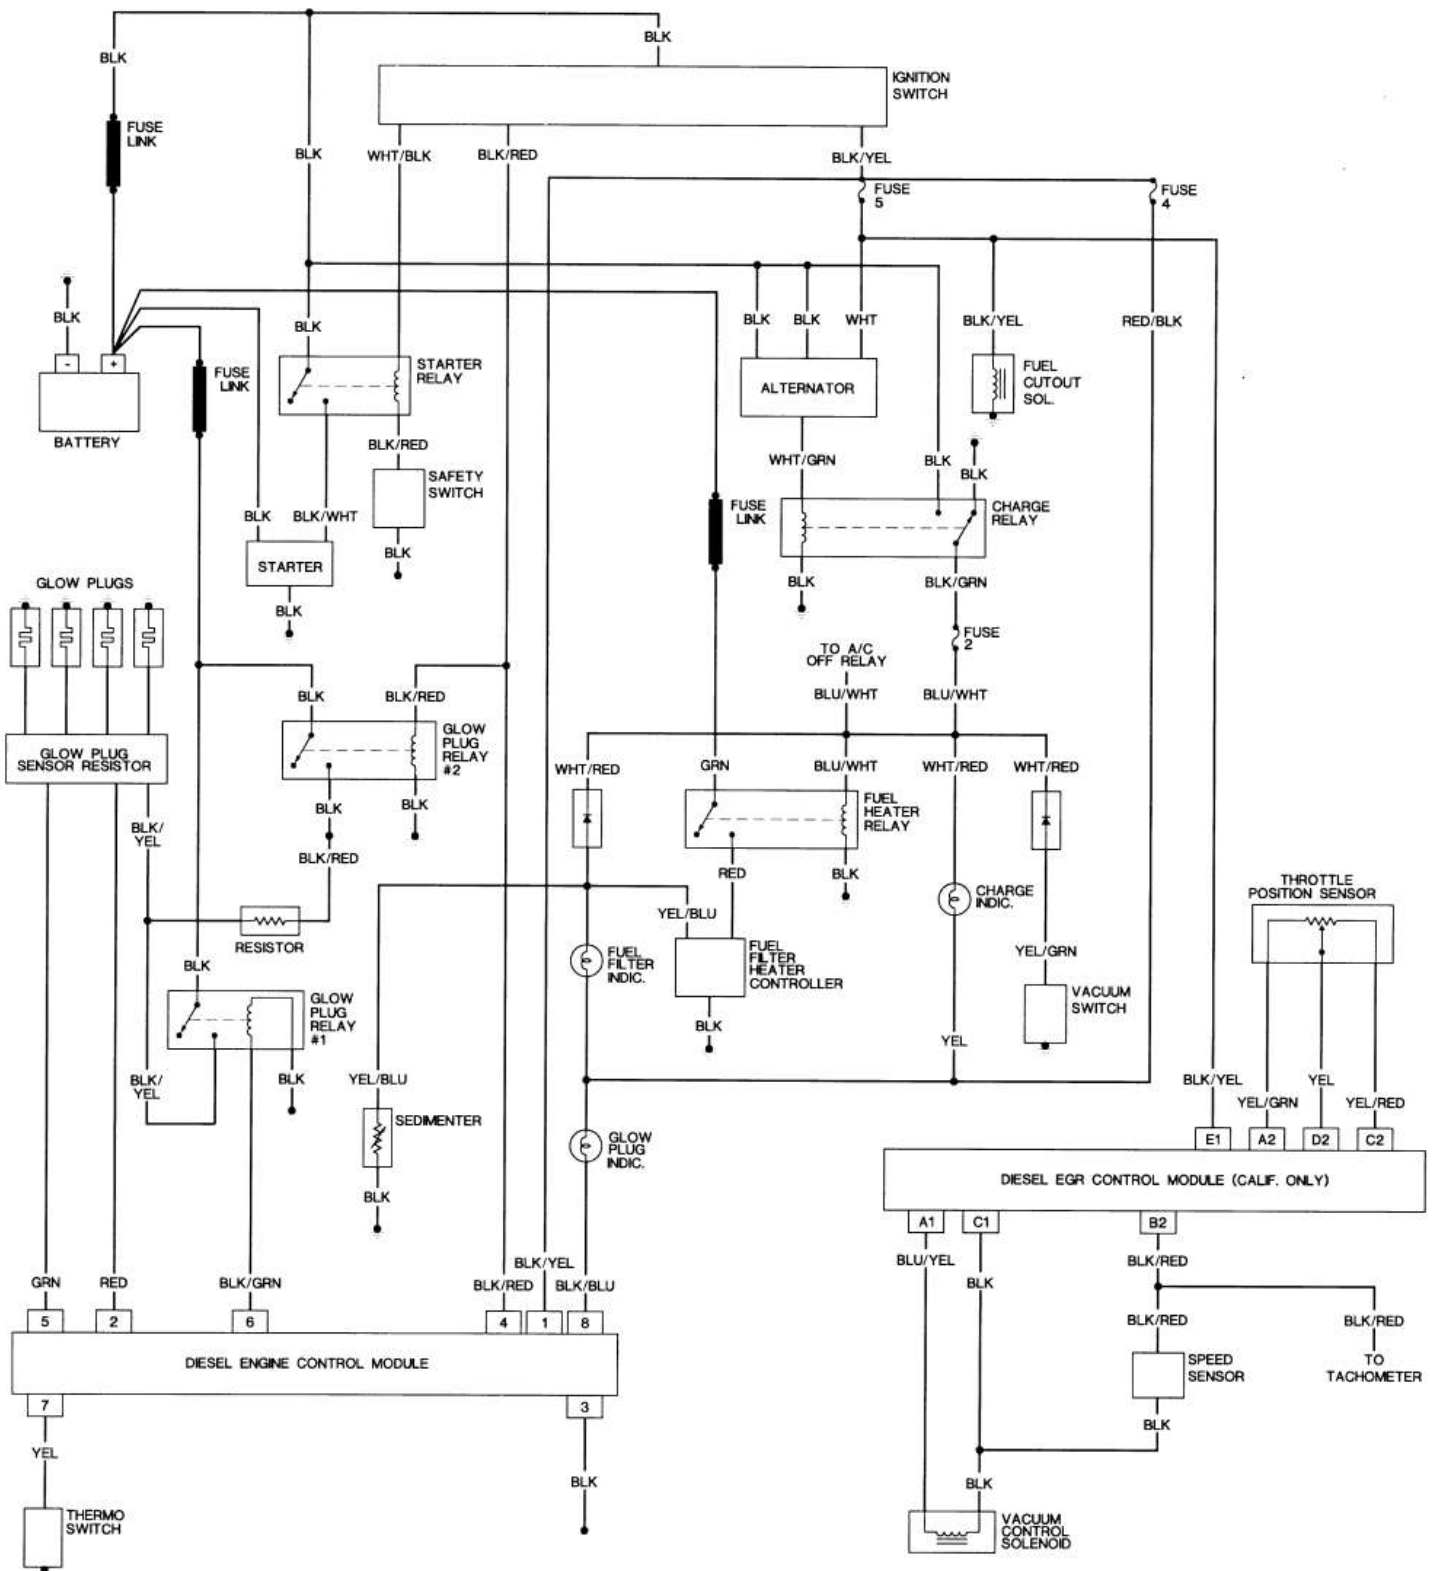 BLK
BLK
IGNITION
SWITCH
FUSE
LINK
BLK
WHT/BLK
BLK/RED
BLK/YEL
FUSE
5
FUSE
4
BLK
BLK
BLK
BLK
WHT
BLK/YEL
RED/BLK
-
+
BATTERY
FUSE
LINK
STARTER
RELAY
ALTERNATOR
FUEL
CUTOUT
SOL.
BLK/RED
SAFETY
SWITCH
WHT/GRN
BLK
BLK
BLK
BLK/WHT
FUSE
LINK
CHARGE
RELAY
BLK
STARTER
GLOW PLUGS
BLK
BLK
BLK/GRN
FUSE
2
TO A/C
OFF RELAY
BLK
BLK/RED
BLU/WHT
BLU/WHT
GLOW PLUG
SENSOR RESISTOR
GLOW
PLUG
RELAY
#2
WHT/RED
GRN
BLU/WHT
WHT/RED
WHT/RED
BLK
BLK
FUEL
HEATER
RELAY
BLK/
YEL
BLK/RED
RED
BLK
CHARGE
INDIC.
THROTTLE
POSITION SENSOR
YEL/BLU
RESISTOR
FUEL
FILTER
INDIC.
FUEL
FILTER
HEATER
CONTROLLER
YEL/GRN
BLK
GLOW
PLUG
RELAY
#1
VACUUM
SWITCH
BLK
YEL
BLK/
YEL
BLK
YEL/BLU
BLK/YEL
YEL/GRN
YEL
YEL/RED
SEDIMENTER
GLOW
PLUG
INDIC.
E1
A2
D2
C2
BLK
DIESEL EGR CONTROL MODULE (CALIF. ONLY)
A1
C1
B2
GRN
RED
BLK/GRN
BLK/RED
BLK/YEL
BLK/BLU
BLU/YEL
BLK
BLK/RED
5
2
6
4
1
8
BLK/RED
BLK/RED
DIESEL ENGINE CONTROL MODULE
SPEED
SENSOR
TO
TACHOMETER
7
3
YEL
BLK
BLK
BLK
THERMO
SWITCH
VACUUM
CONTROL
SOLENOID